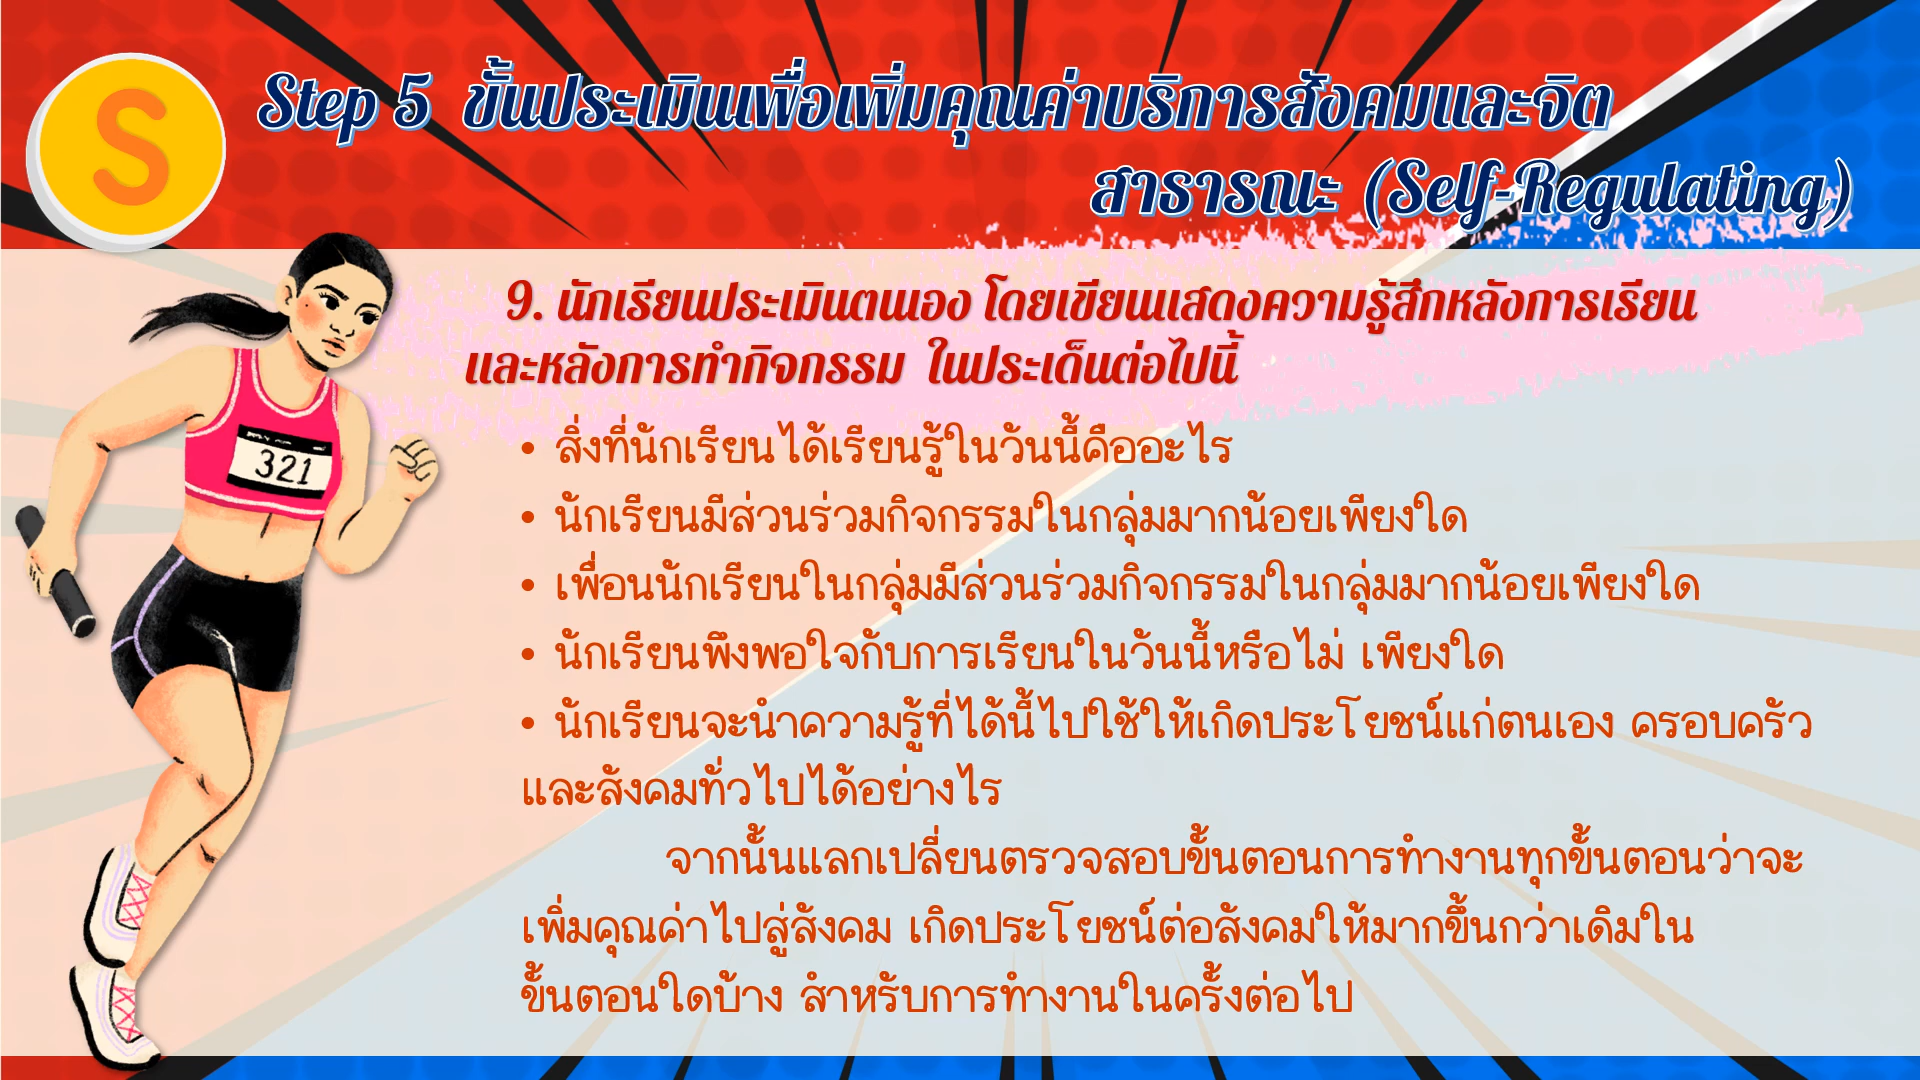 S
Step 5 ขั้นประเมินเพื่อเพิ่มคุณค่าบริการสังคมและจิต
สาธารณะ (Self-Regulating)
9. นักเรียนประเมินตนเอง โดยเขียนแสดงความรู้สึกหลังการเรียน
และหลังการทำกิจกรรม ในประเด็นต่อไปนี้
321
• สิ่งที่นักเรียนได้เรียนรู้ในวันนี้คืออะไร
• นักเรียนมีส่วนร่วมกิจกรรมในกลุ่มมากน้อยเพียงใด
• เพื่อนนักเรียนในกลุ่มมีส่วนร่วมกิจกรรมในกลุ่มมากน้อยเพียงใด
• นักเรียนพึงพอใจกับการเรียนในวันนี้หรือไม่ เพียงใด
• นักเรียนจะนำความรู้ที่ได้นี้ไปใช้ให้เกิดประโยชน์แก่ตนเอง ครอบครัว
และสังคมทั่วไปได้อย่างไร
จากนั้นแลกเปลี่ยนตรวจสอบขั้นตอนการทำงานทุกขั้นตอนว่าจะ
เพิ่มคุณค่าไปสู่สังคม เกิดประโยชน์ต่อสังคมให้มากขึ้นกว่าเดิมใน
ขั้นตอนใดบ้าง สำหรับการทำงานในครั้งต่อไป